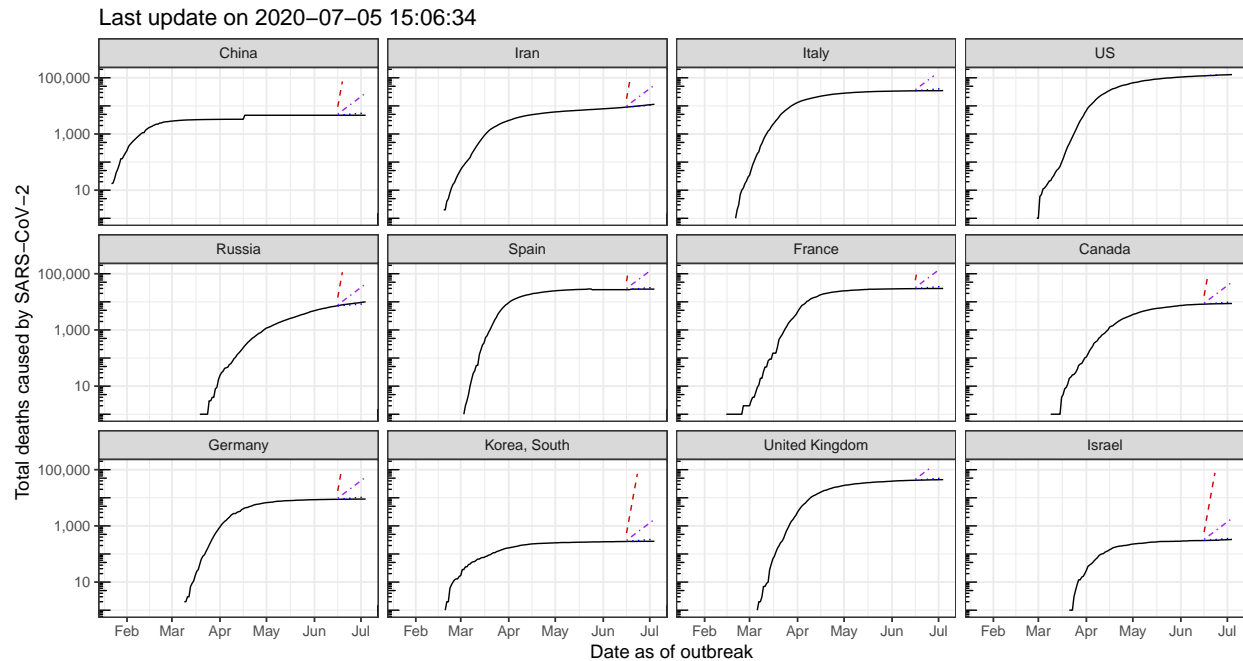 Last update on 2020−07−05 15:06:34
China Iran Italy US
100,000
1,000
10
Russia Spain France Canada
100,000
1,000
10
Germany Korea, South United Kingdom Israel
100,000
1,000
10
Feb Mar Apr May Jun Jul Feb Mar Apr May Jun Jul Feb Mar Apr May Jun Jul Feb Mar Apr May Jun Jul
Date as of outbreak
Total deaths caused by SARS−CoV−2